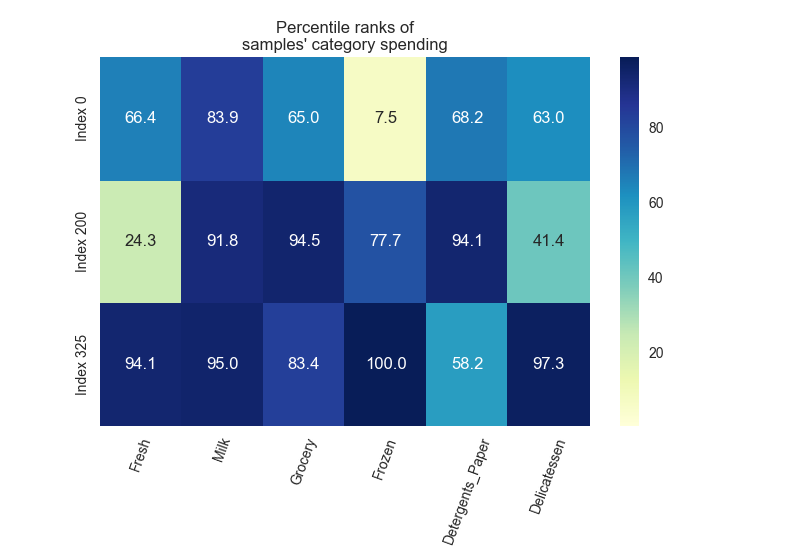 Percentile ranks of
samples' category spending
Index 0
66.4 83.9 65.0 7.5 68.2 63.0
Index 200
24.3 91.8 94.5 77.7 94.1 41.4
Index 325
94.1 95.0 83.4 100.0 58.2 97.3
Fresh Milk Grocery Frozen Detergents_Paper Delicatessen
80
60
40
20